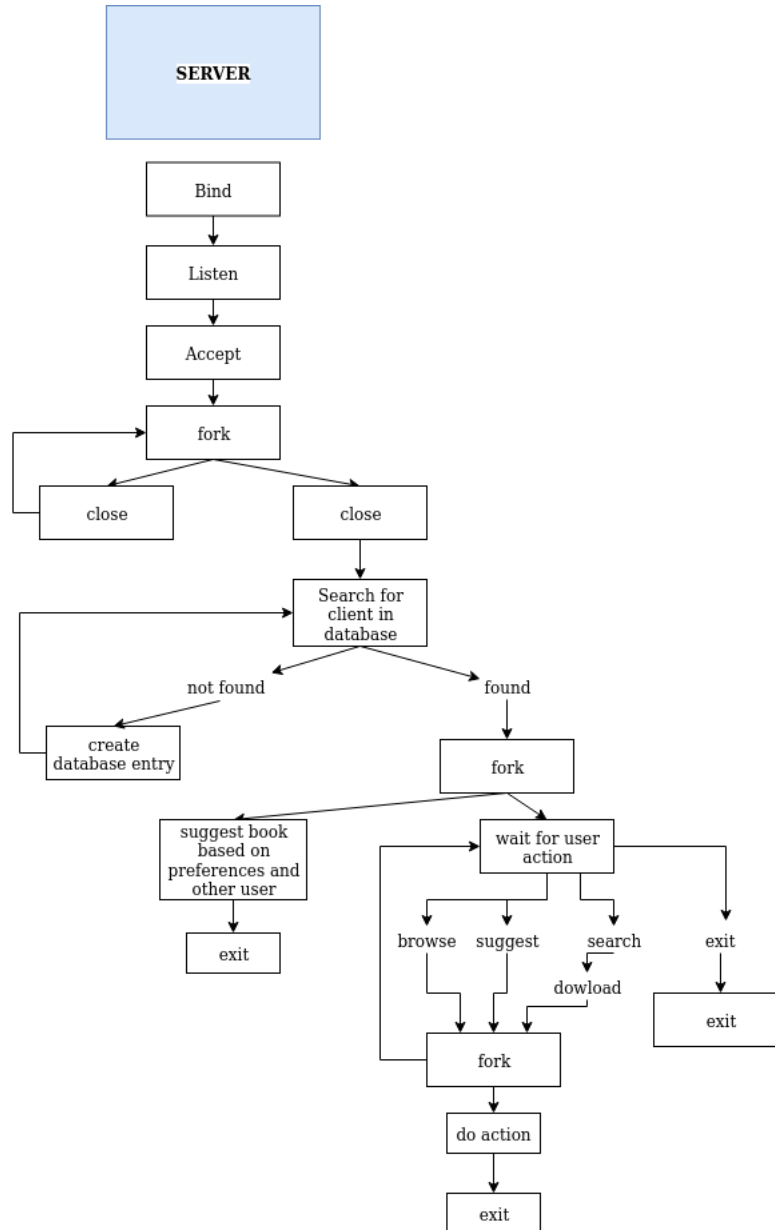 SERVER
Bind
Listen
Accept
fork
close
close
Search for
client in
database
not found
found
create
database entry
fork
suggest book
based on
preferences and
other user
wait for user
action
exit
browse
suggest
search
exit
dowload
exit
fork
do action
exit